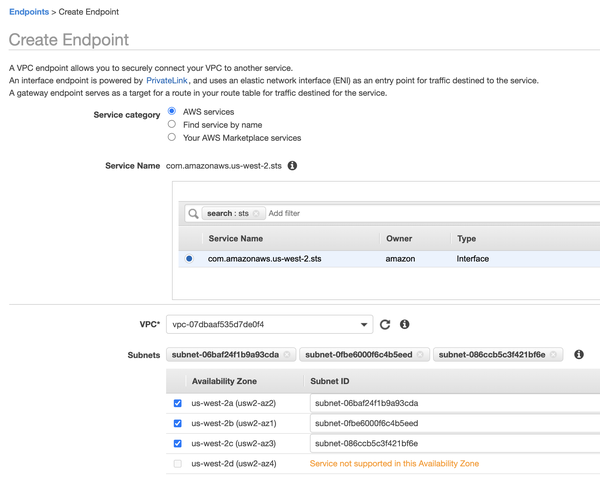 Endpoints > Create Endpoint
Create Endpoint
A VPC endpoint allows you to securely connect your VPC to another service.
An interface endpoint is powered by PrivateLink, and uses an elastic network interface (ENI) as an entry point for traffic destined to the service.
A gateway endpoint serves as a target for a route in your route table for traffic destined for the service.
Service category AWS services
Find service by name
Your AWS Marketplace services
Service Name com.amazonaws.us-west-2.sts
search : sts Add filter
Service Name Owner Type
com.amazonaws.us-west-2.sts amazon Interface
VPC* vpc-07dbaaf535d7de0f4
Subnets subnet-06baf24f1b9a93cda subnet-0fbe6000f6c4b5eed subnet-086ccb5c3f421bf6e
Availability Zone Subnet ID
us-west-2a (usw2-az2) subnet-06baf24f1b9a93cda
us-west-2b (usw2-az1) subnet-0fbe6000f6c4b5eed
us-west-2c (usw2-az3) subnet-086ccb5c3f421bf6e
us-west-2d (usw2-az4) Service not supported in this Availability Zone